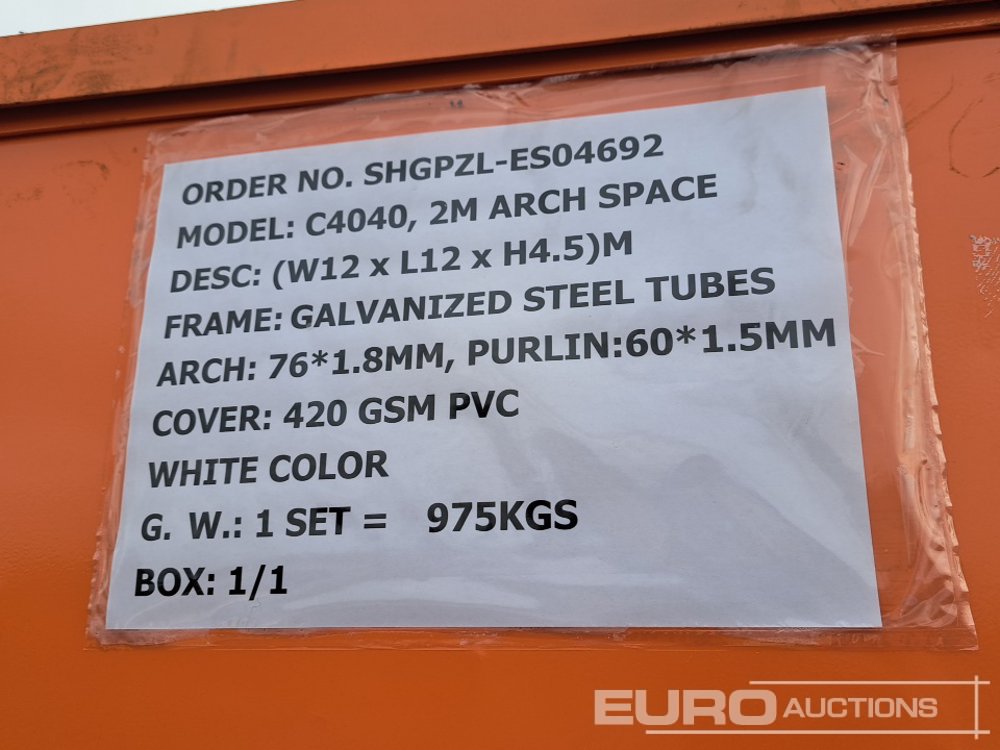 ORDER NO. SHGPZL-ES04692
MODEL: C4040, 2M ARCH SPACE
DESC: (W12 x L12 x H4.5)M
FRAME: GALVANIZED STEEL TUBES
ARCH: 76*1.8MM, PURLIN:60*1.5MM
COVER: 420 GSM PVC
WHITE COLOR
G. W.: 1 SET = 975KGS
BOX: 1/1
EURO AUCTIONS